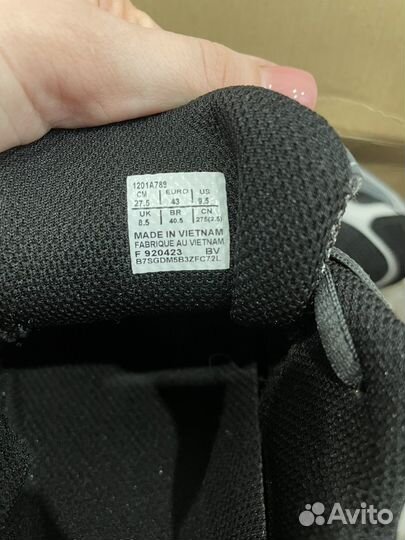 1201A789
CM EURO US
27.5 43 9.5
UK BR CN
8.5 40.5 275(2.5)
MADE IN VIETNAM
FABRIQUE AU VIETNAM
F 920423 BV
B7SGDM5B3ZFC72L
Avito